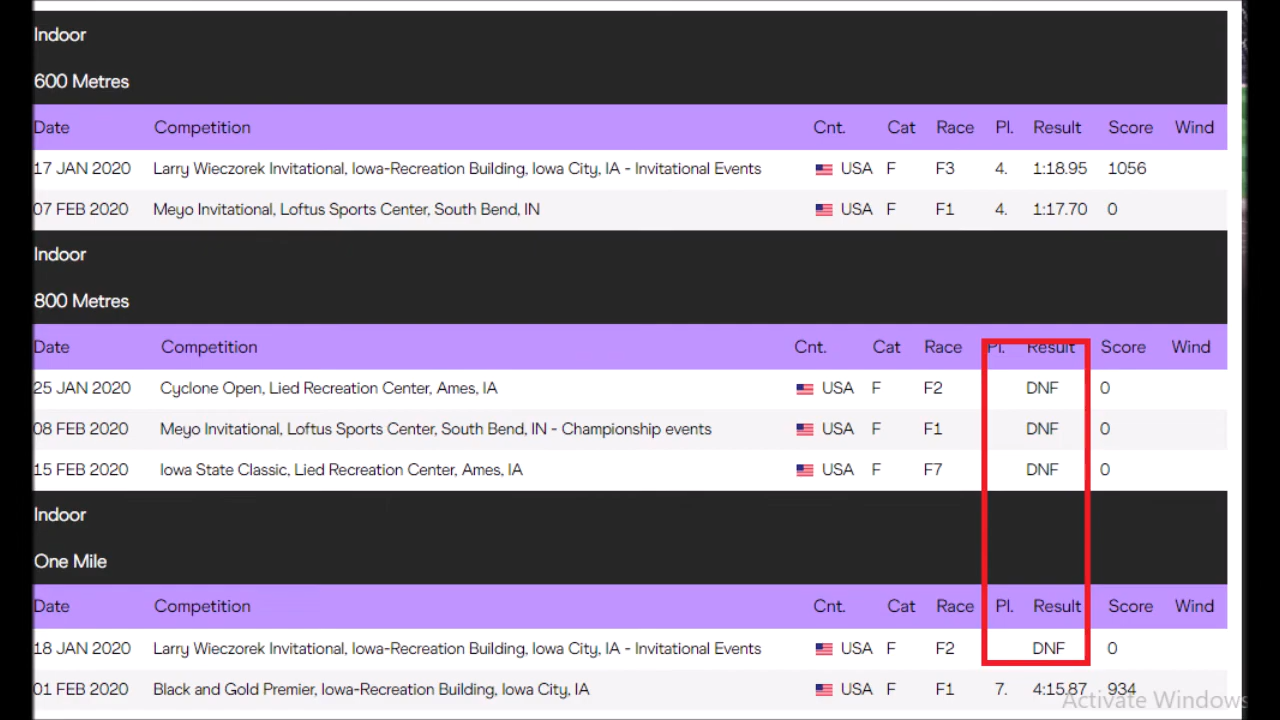 Indoor
600 Metres
Date Competition Cnt. Cat Race Pl. Result Score Wind
17 JAN 2020 Larry Wieczorek Invitational, Iowa-Recreation Building, Iowa City, IA - Invitational Events USA F F3 4. 1:18.95 1056
07 FEB 2020 Meyo Invitational, Loftus Sports Center, South Bend, IN USA F F1 4. 1:17.70 0
Indoor
800 Metres
Date Competition Cnt. Cat Race Pl. Result Score Wind
25 JAN 2020 Cyclone Open, Lied Recreation Center, Ames, IA USA F F2 DNF 0
08 FEB 2020 Meyo Invitational, Loftus Sports Center, South Bend, IN - Championship events USA F F1 DNF 0
15 FEB 2020 Iowa State Classic, Lied Recreation Center, Ames, IA USA F F7 DNF 0
Indoor
One Mile
Date Competition Cnt. Cat Race Pl. Result Score Wind
18 JAN 2020 Larry Wieczorek Invitational, Iowa-Recreation Building, Iowa City, IA - Invitational Events USA F F2 DNF 0
01 FEB 2020 Black and Gold Premier, Iowa-Recreation Building, Iowa City, IA USA F F1 7. 4:15.87 934
Activate Windows